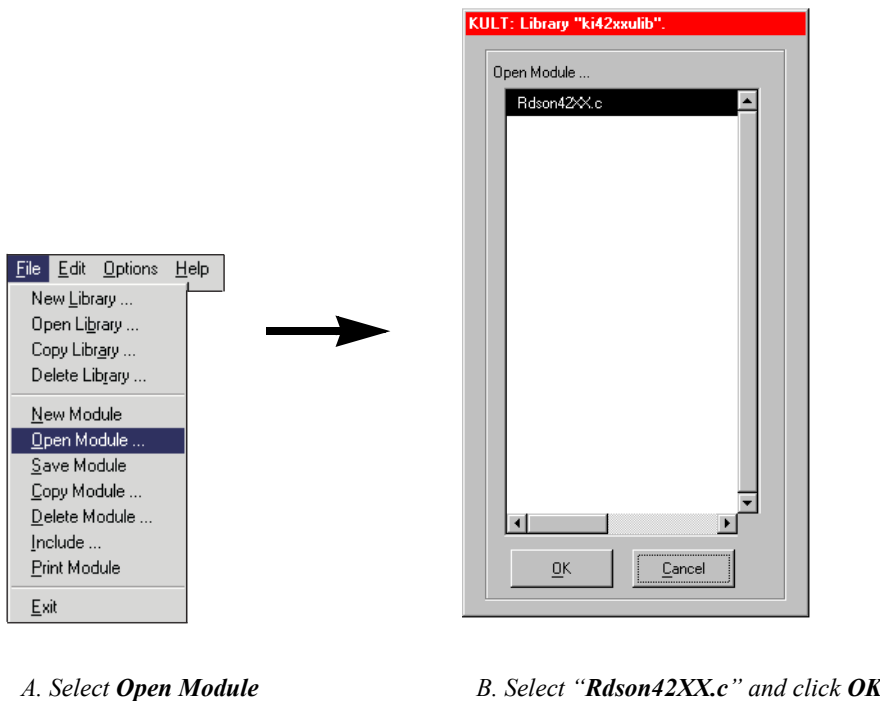 KULT: Library "ki42xxulib".
Open Module ...
Rdson42XX.c
OK Cancel
File Edit Options Help
New Library ...
Open Library ...
Copy Library ...
Delete Library ...
New Module
Open Module ...
Save Module
Copy Module ...
Delete Module ...
Include ...
Print Module
Exit
A. Select Open Module
B. Select “Rdson42XX.c” and click OK